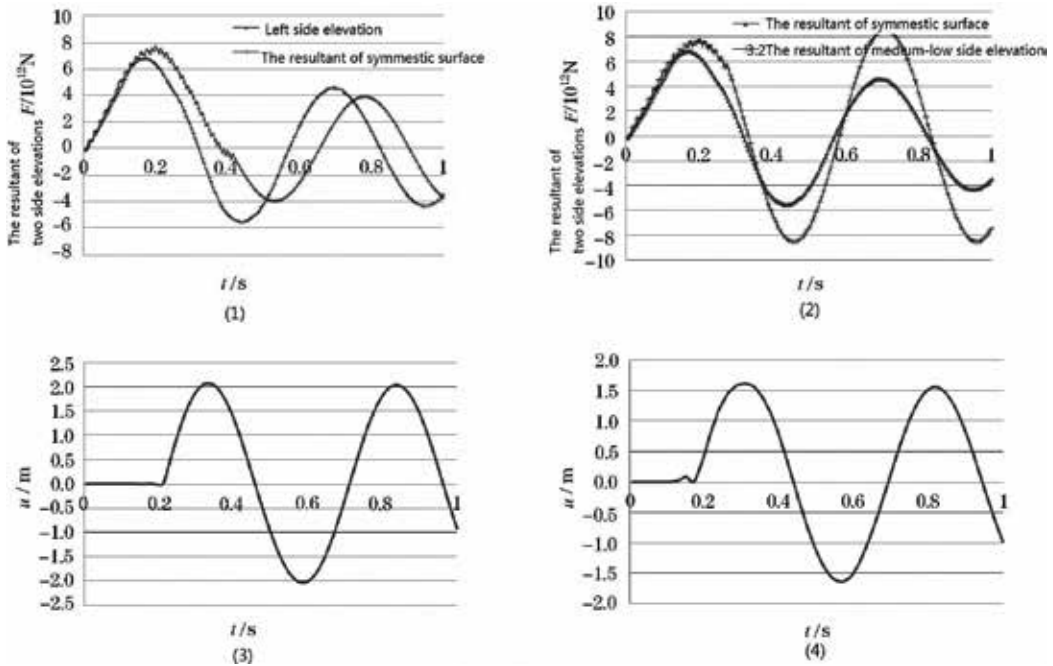 10
8
6
4
2
0
−2
−4
−6
−8
0 0.2 0.4 0.6 0.8 1
The resultant of
two side elevations F/10¹²N
Left side elevation
The resultant of symmestic surface
t/s
(1)
10
8
6
4
2
0
−2
−4
−6
−8
−10
0 0.2 0.4 0.6 0.8 1
The resultant of
two side elevations F/10¹²N
The resultant of symmestic surface
3.2The resultant of medium-low side elevation
t/s
(2)
2.5
2.0
1.5
1.0
0.5
0.0
−0.5
−1.0
−1.5
−2.0
−2.5
0 0.2 0.4 0.6 0.8 1
u / m
t/s
(3)
2.0
1.5
1.0
0.5
0.0
−0.5
−1.0
−1.5
−2.0
0 0.2 0.4 0.6 0.8 1
u / m
t/s
(4)